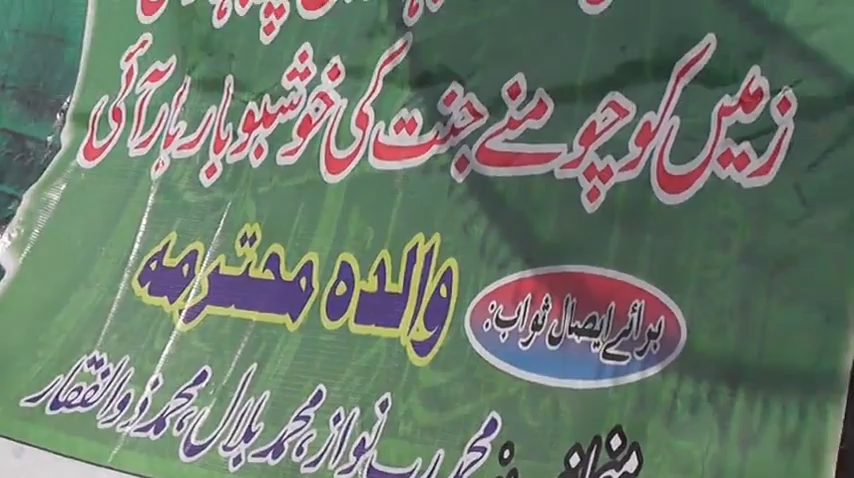 زمیں کو چومنے جنت کی خوشبو بار بار آئی
برائے ایصال ثواب:
والدہ محترمہ
محمد رب نواز، محمد بلال، محمد ذوالفقار